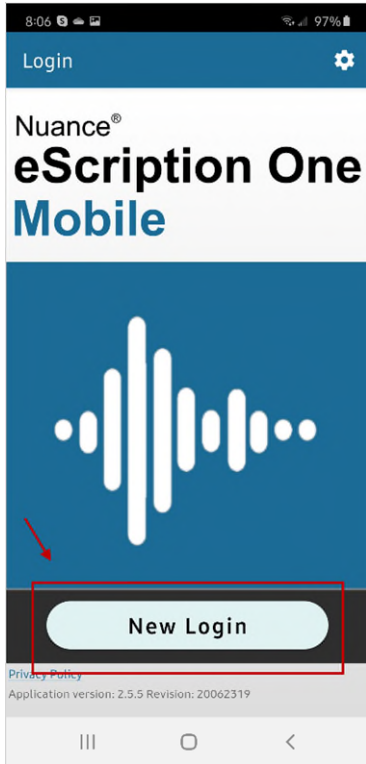 8:06 97%
Login
Nuance®
eScription One
Mobile
New Login
Privacy Policy
Application version: 2.5.5 Revision: 20062319